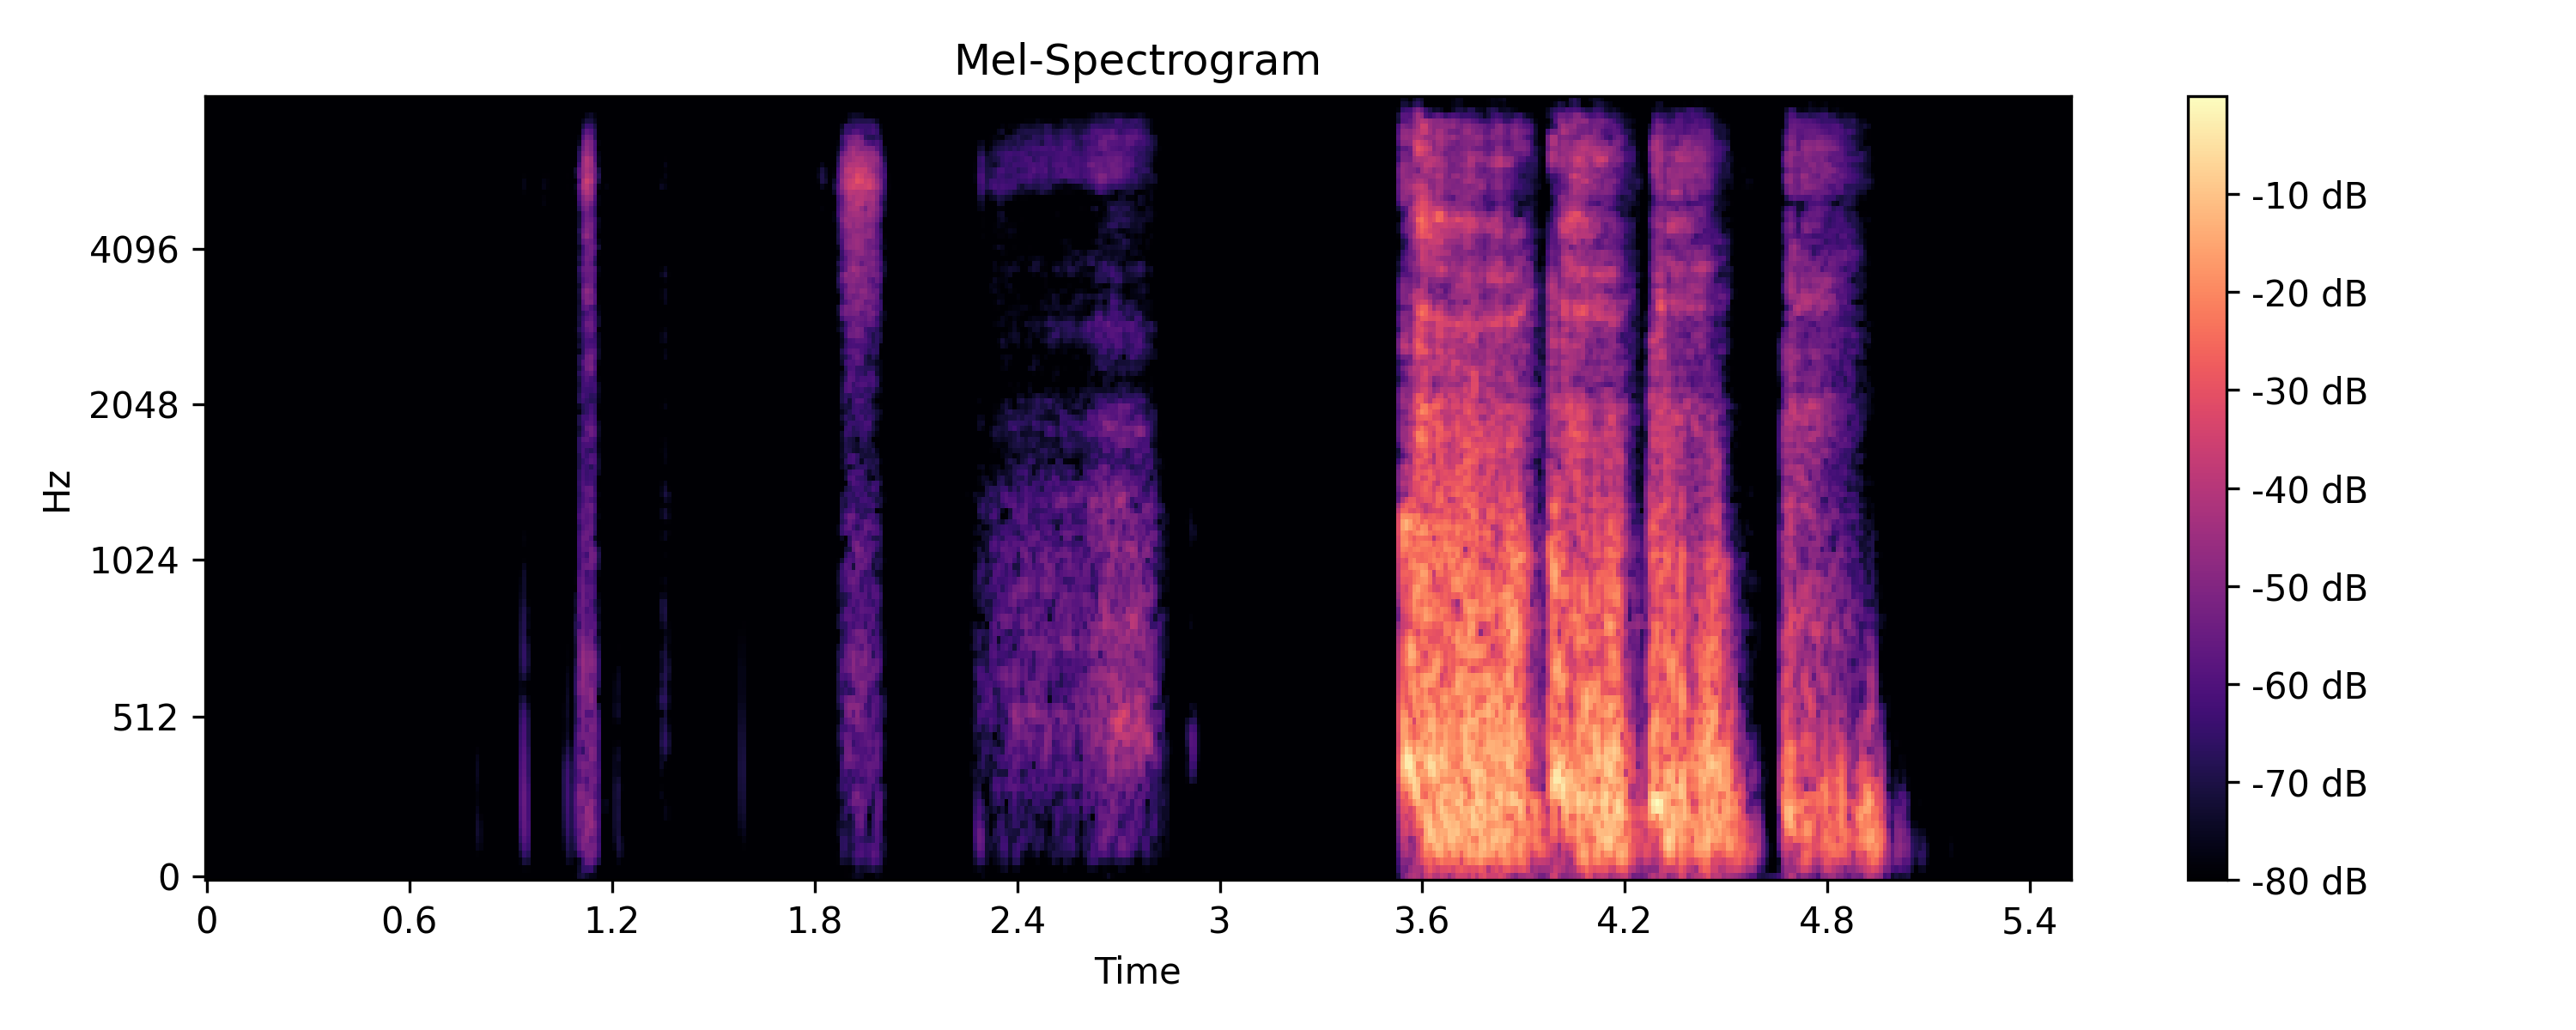 Mel-Spectrogram
Hz
4096
2048
1024
512
0
0 0.6 1.2 1.8 2.4 3 3.6 4.2 4.8 5.4
Time
-10 dB
-20 dB
-30 dB
-40 dB
-50 dB
-60 dB
-70 dB
-80 dB